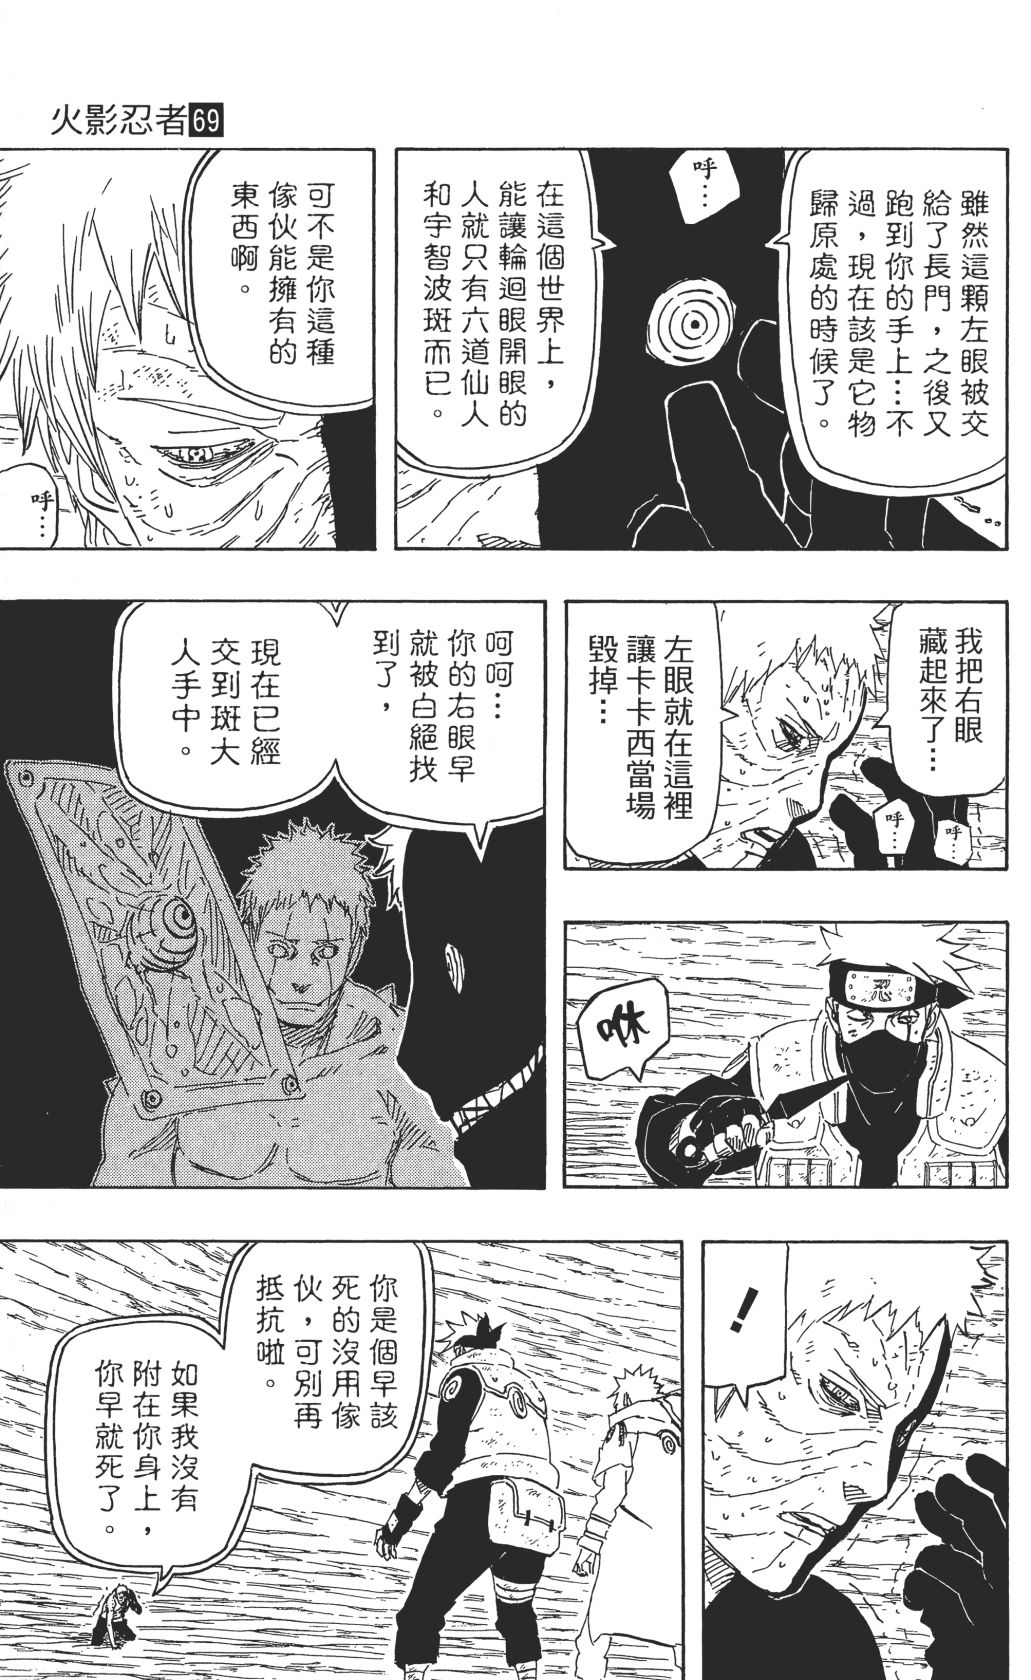 火影忍者69
雖然這顆左眼被交
給了長門，之後又
跑到你的手上…不
過，現在該是它物
歸原處的時候了。
呼…
在這個世界上，
能讓輪迴眼開眼的
人就只有六道仙人
和宇智波斑而已。
可不是你這種
傢伙能擁有的
東西啊。
呼…
我把右眼
藏起來了…
左眼就在這裡
讓卡卡西當場
毀掉…
呼…
呼…
呵呵…
你的右眼早
就被白絕找
到了，
現在已經
交到斑大
人手中。
忍
咻
！
你是個早該
死的沒用傢
伙，可別再
抵抗啦。
如果我沒有
附在你身上，
你早就死了。